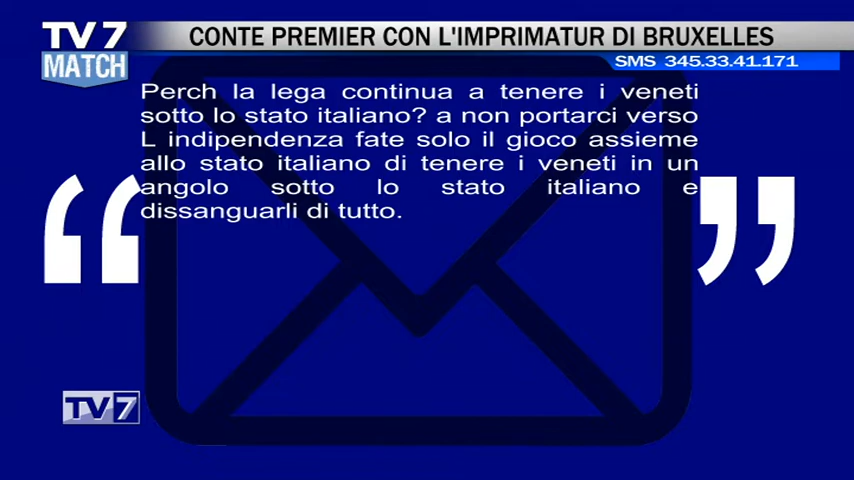 TV7
MATCH
CONTE PREMIER CON L'IMPRIMATUR DI BRUXELLES
SMS 345.33.41.171
Perch la lega continua a tenere i veneti
sotto lo stato italiano? a non portarci verso
L indipendenza fate solo il gioco assieme
allo stato italiano di tenere i veneti in un
angolo sotto lo stato italiano e
dissanguarli di tutto.
“ ”
TV7